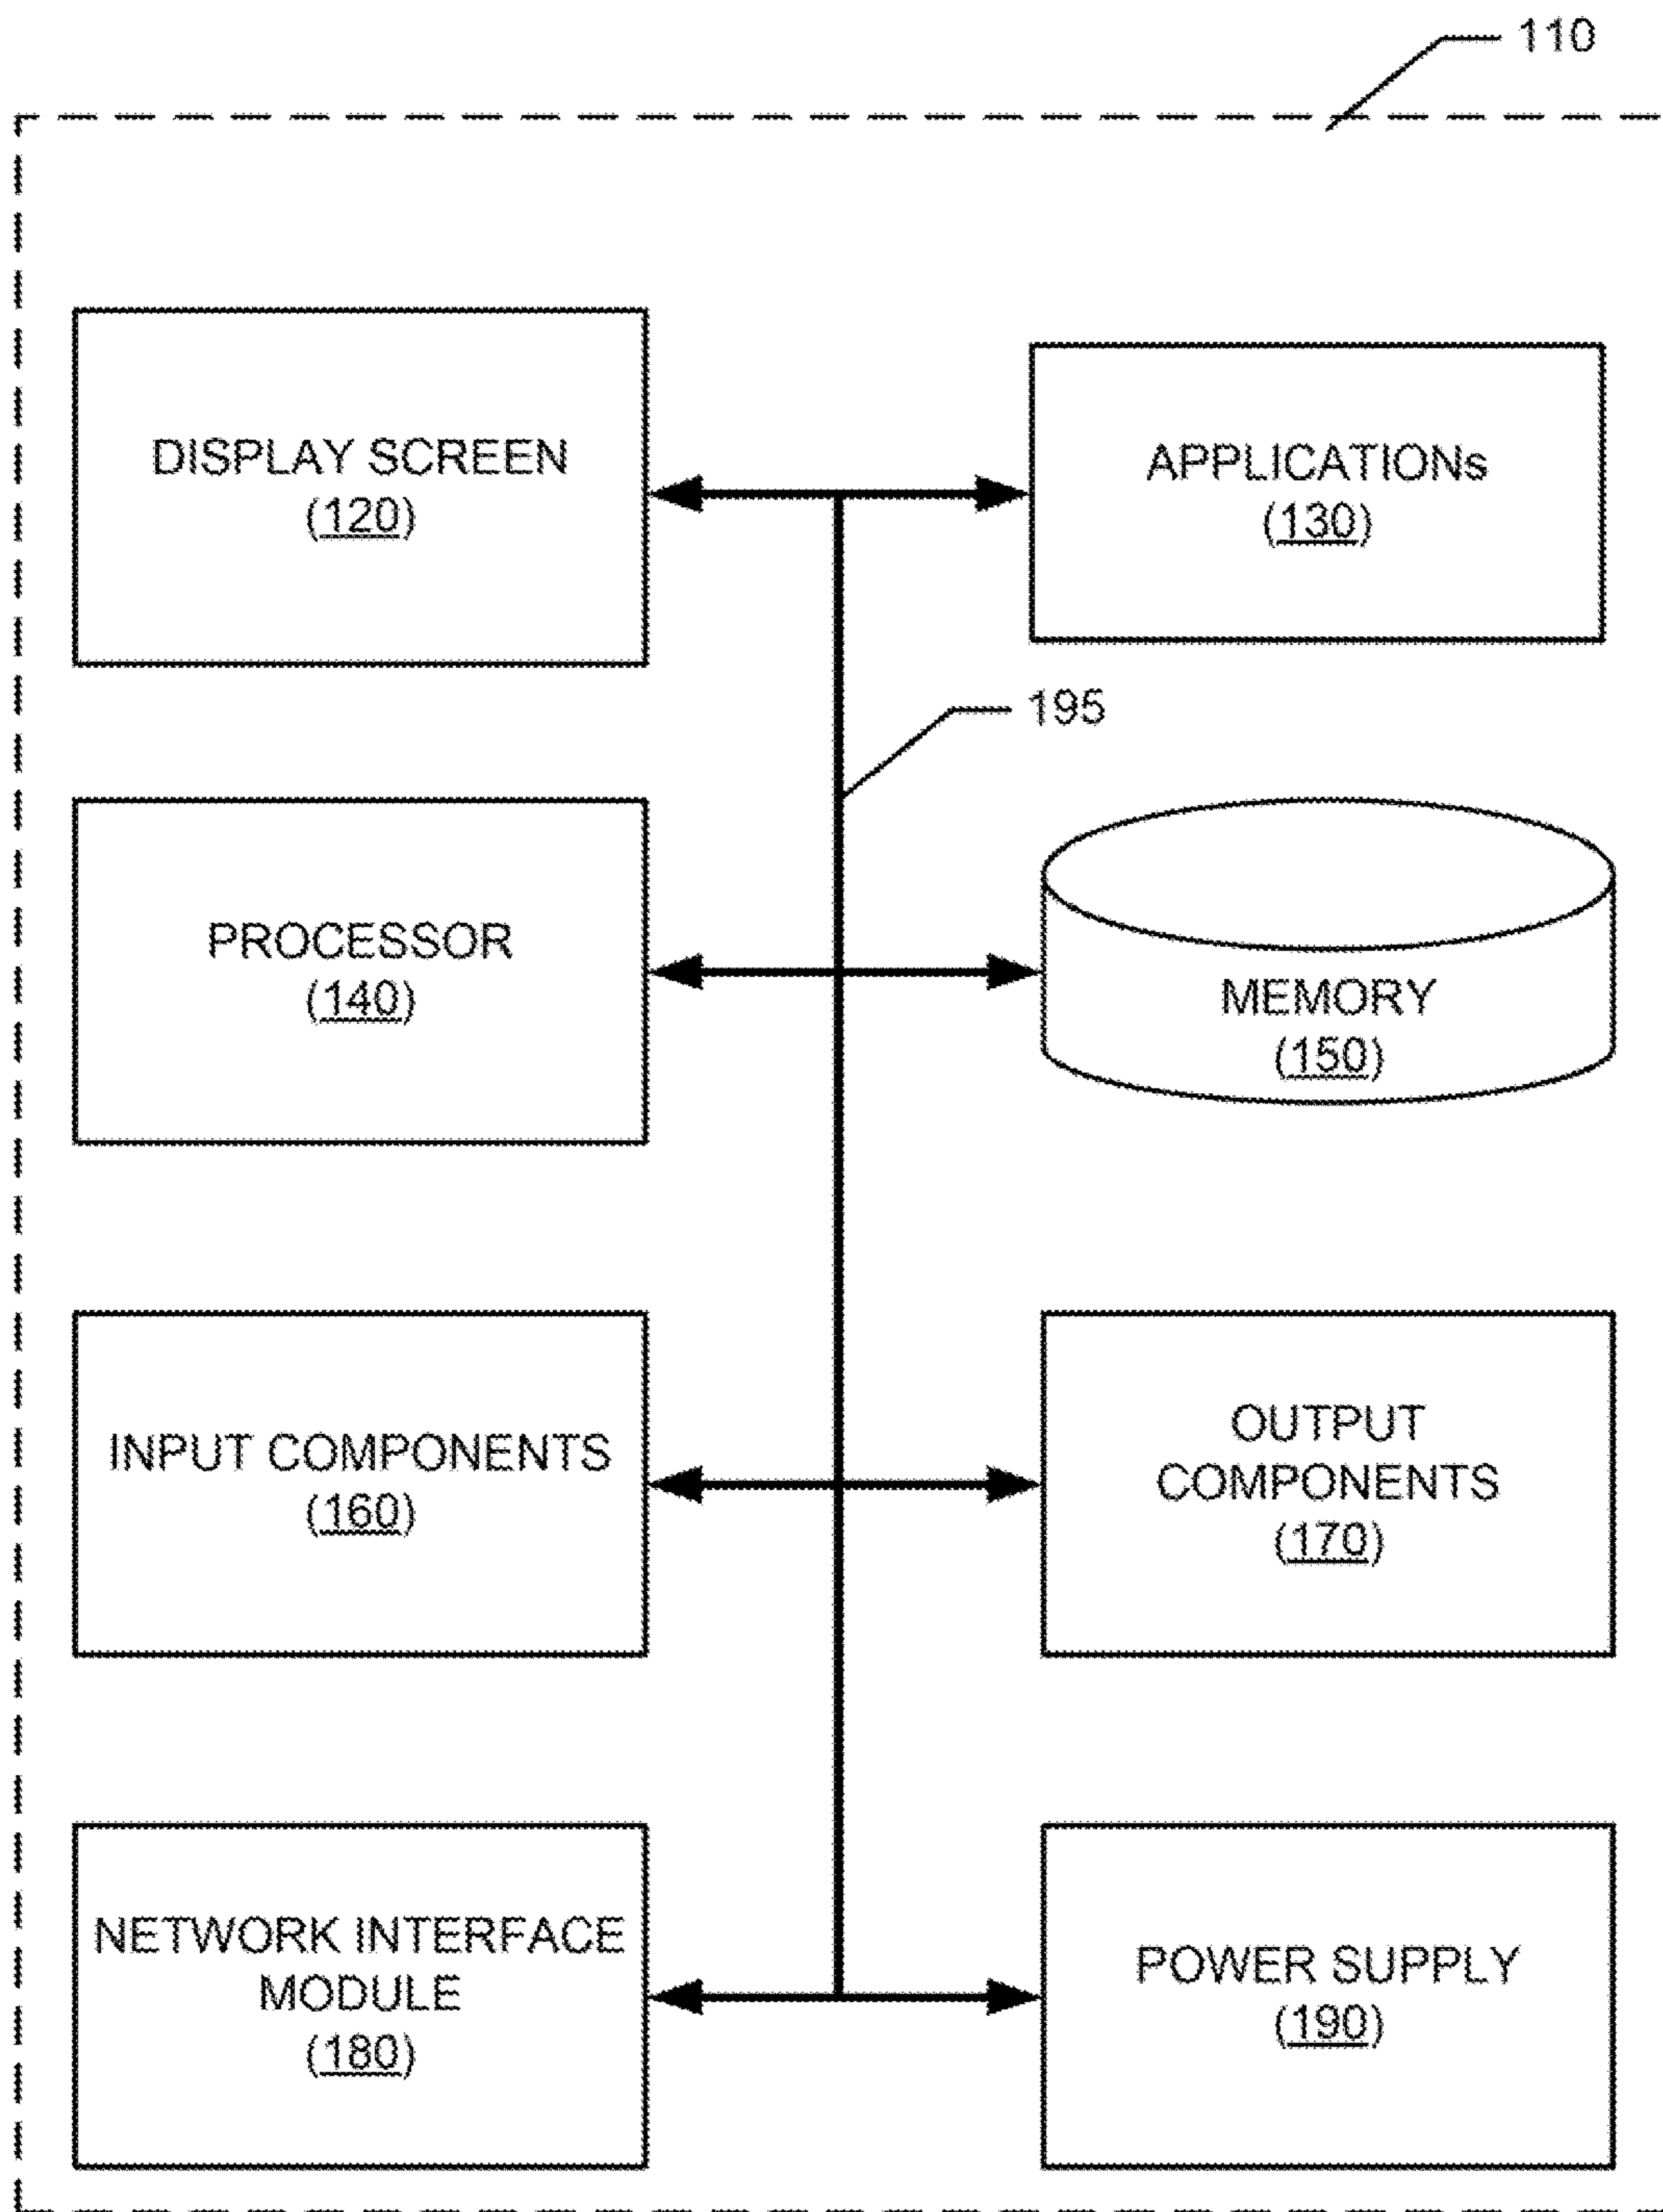 110
DISPLAY SCREEN
(120)
APPLICATIONs
(130)
195
PROCESSOR
(140)
MEMORY
(150)
INPUT COMPONENTS
(160)
OUTPUT
COMPONENTS
(170)
NETWORK INTERFACE
MODULE
(180)
POWER SUPPLY
(190)